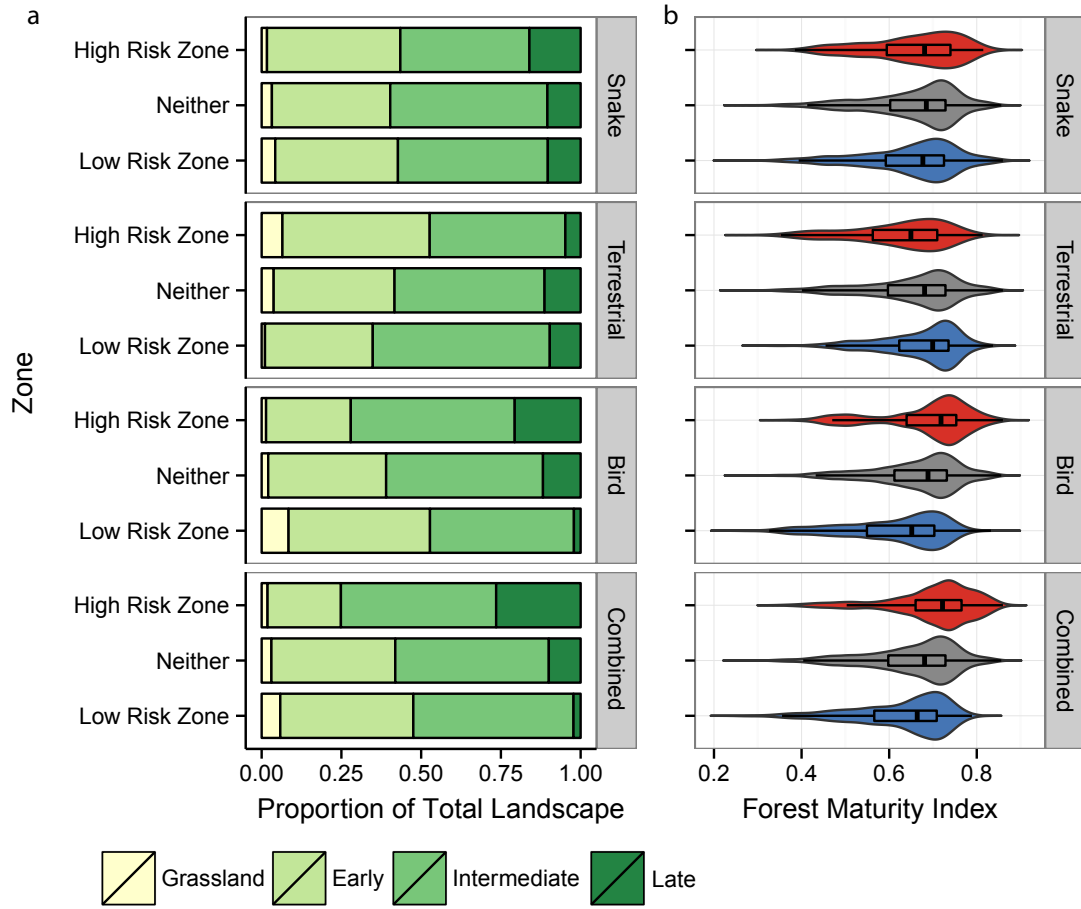 a
b
High Risk Zone
Neither
Low Risk Zone
Snake
Snake
High Risk Zone
Neither
Low Risk Zone
Terrestrial
Terrestrial
Zone
High Risk Zone
Neither
Low Risk Zone
Bird
Bird
High Risk Zone
Neither
Low Risk Zone
Combined
Combined
0.00 0.25 0.50 0.75 1.00
0.2 0.4 0.6 0.8
Proportion of Total Landscape
Forest Maturity Index
Grassland Early Intermediate Late